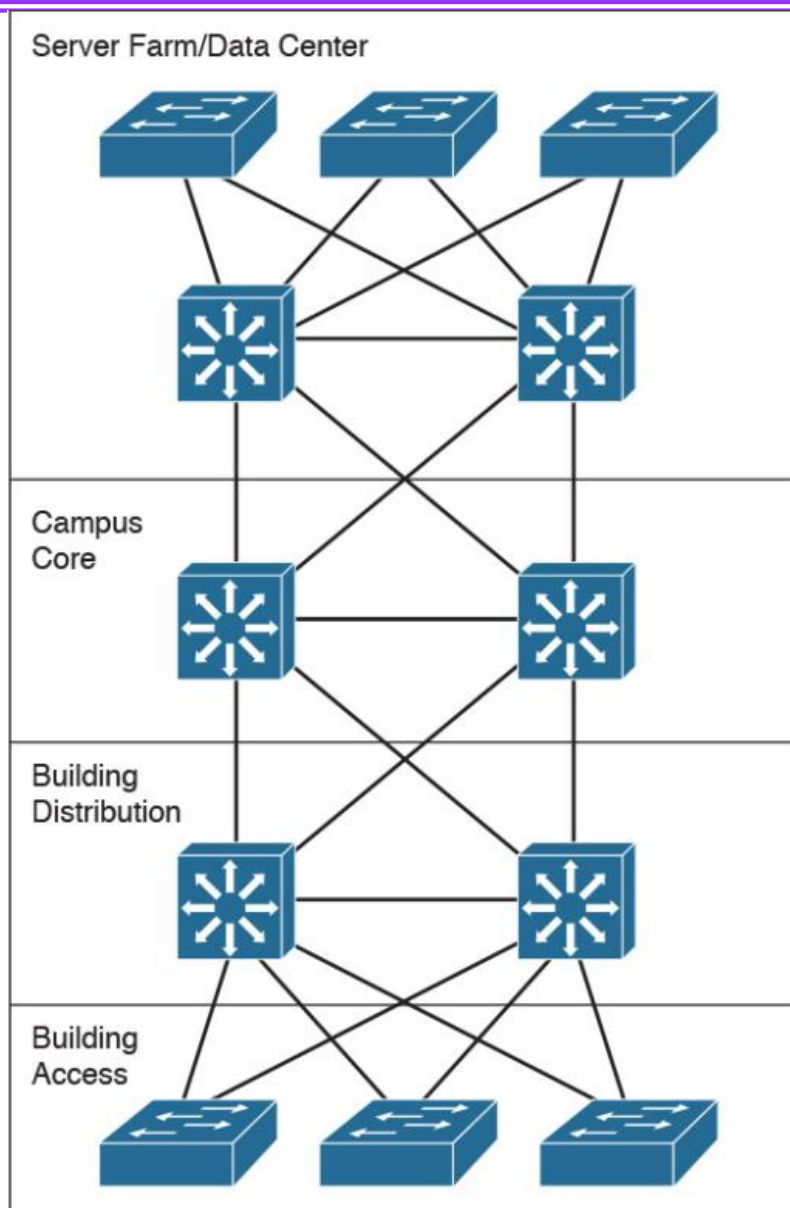 Server Farm/Data Center
Campus
Core
Building
Distribution
Building
Access